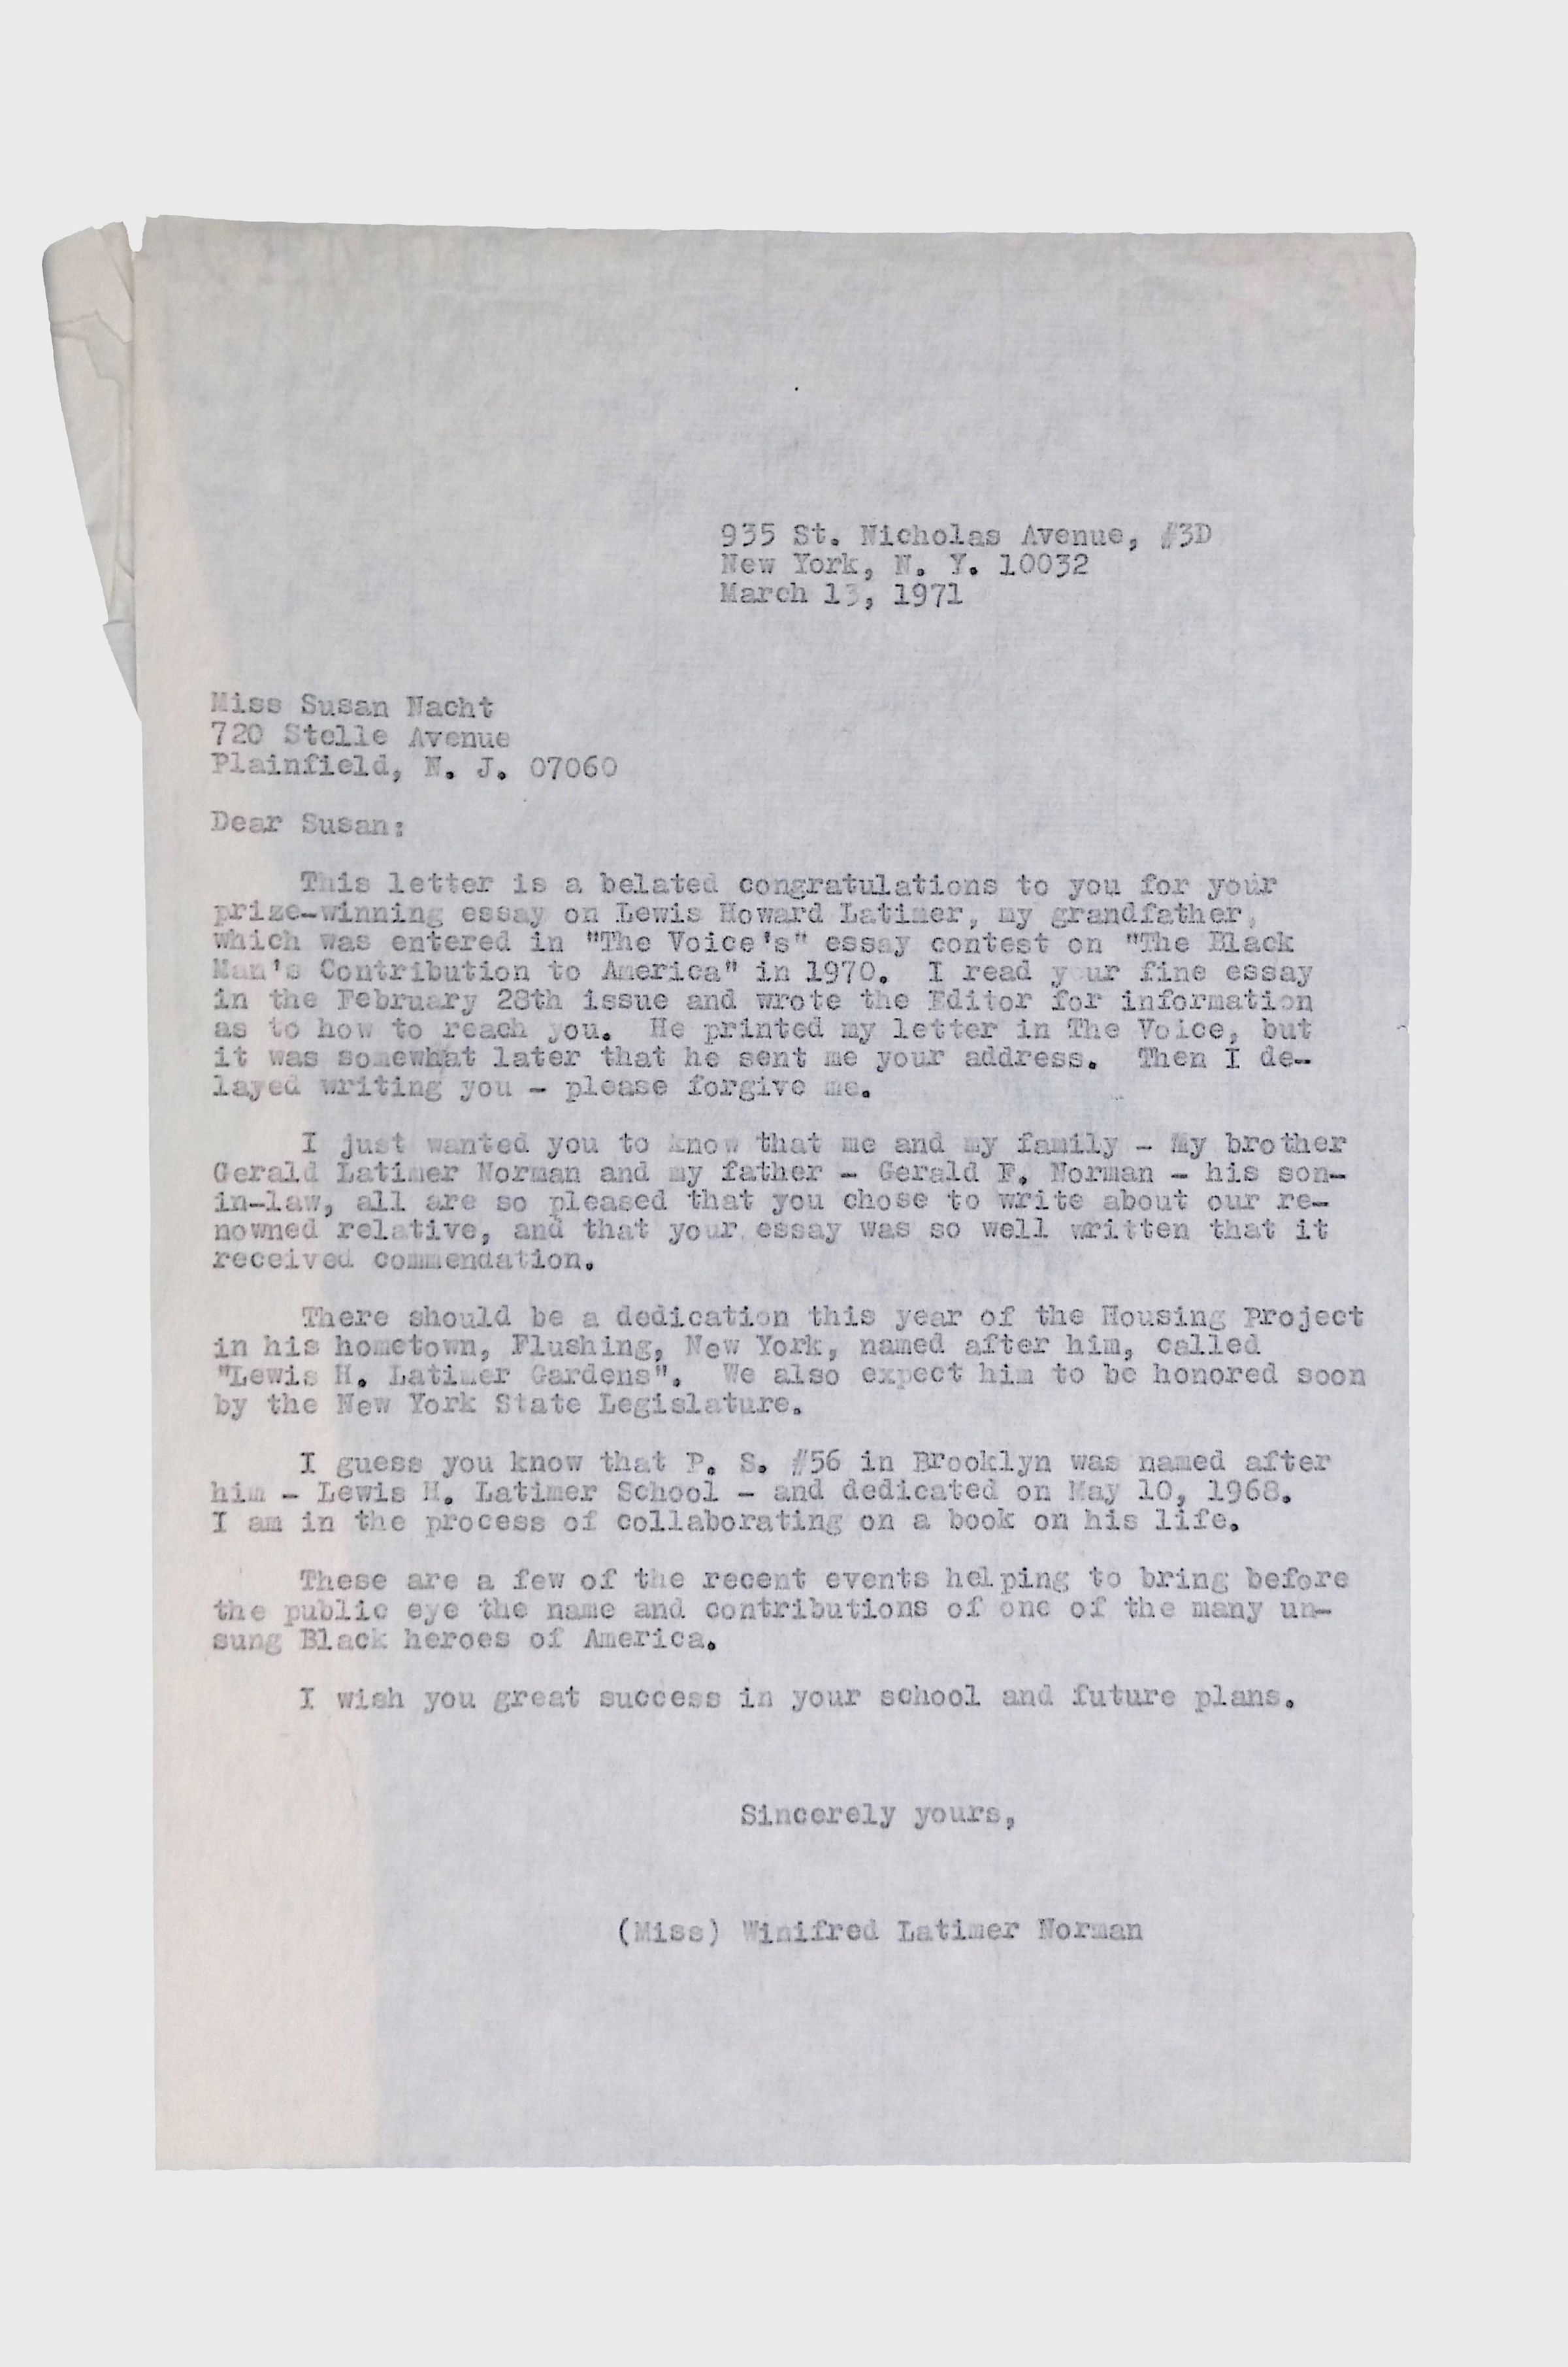 935 St. Nicholas Avenue, #3D
New York, N. Y. 10032
March 13, 1971
Miss Susan Nacht
720 Stelle Avenue
Plainfield, N. J. 07060
Dear Susan:
This letter is a belated congratulations to you for your
prize-winning essay on Lewis Howard Latimer, my grandfather,
which was entered in "The Voice's" essay contest on "The Black
Man's Contribution to America" in 1970. I read your fine essay
in the February 28th issue and wrote the Editor for information
as to how to reach you. He printed my letter in The Voice, but
it was somewhat later that he sent me your address. Then I de-
layed writing you - please forgive me.
I just wanted you to know that me and my family - My brother
Gerald Latimer Norman and my father - Gerald F. Norman - his son-
in-law, all are so pleased that you chose to write about our re-
nowned relative, and that your essay was so well written that it
received commendation.
There should be a dedication this year of the Housing Project
in his hometown, Flushing, New York, named after him, called
"Lewis H. Latimer Gardens". We also expect him to be honored soon
by the New York State Legislature.
I guess you know that P. S. #56 in Brooklyn was named after
him - Lewis H. Latimer School - and dedicated on May 10, 1968.
I am in the process of collaborating on a book on his life.
These are a few of the recent events helping to bring before
the public eye the name and contributions of one of the many un-
sung Black heroes of America.
I wish you great success in your school and future plans.
Sincerely yours,
(Miss) Winifred Latimer Norman